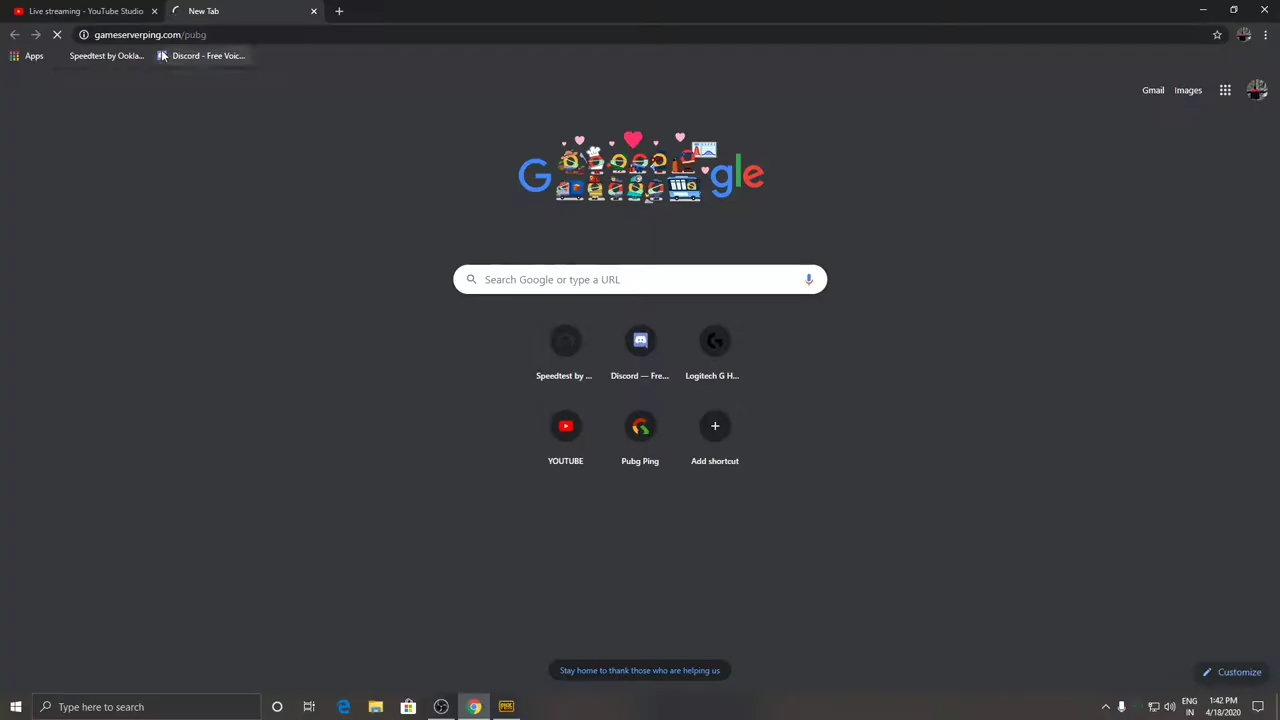 Live streaming - YouTube Studio
New Tab
gameserverping.com/pubg
Apps
Speedtest by Ookla...
Discord - Free Voic...
Gmail
Images
G gle
Search Google or type a URL
Speedtest by ...
Discord — Fre...
Logitech G H...
YOUTUBE
Pubg Ping
Add shortcut
Stay home to thank those who are helping us
Customize
Type here to search
ENG
IN
1:42 PM
4/18/2020